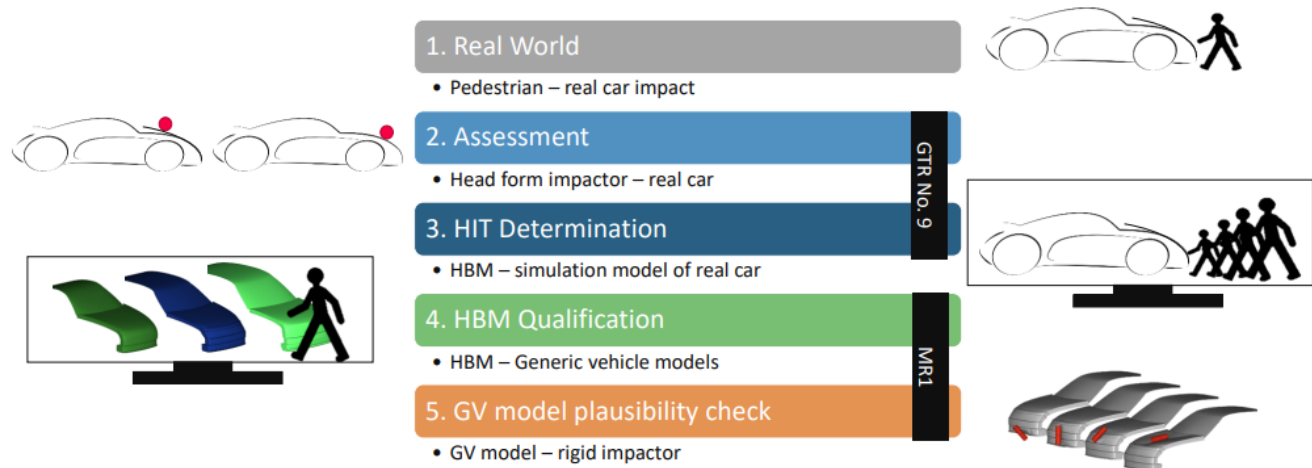 1. Real World
• Pedestrian – real car impact
2. Assessment
• Head form impactor – real car
GTR No. 9
3. HIT Determination
• HBM – simulation model of real car
4. HBM Qualification
• HBM – Generic vehicle models
MR1
5. GV model plausibility check
• GV model – rigid impactor